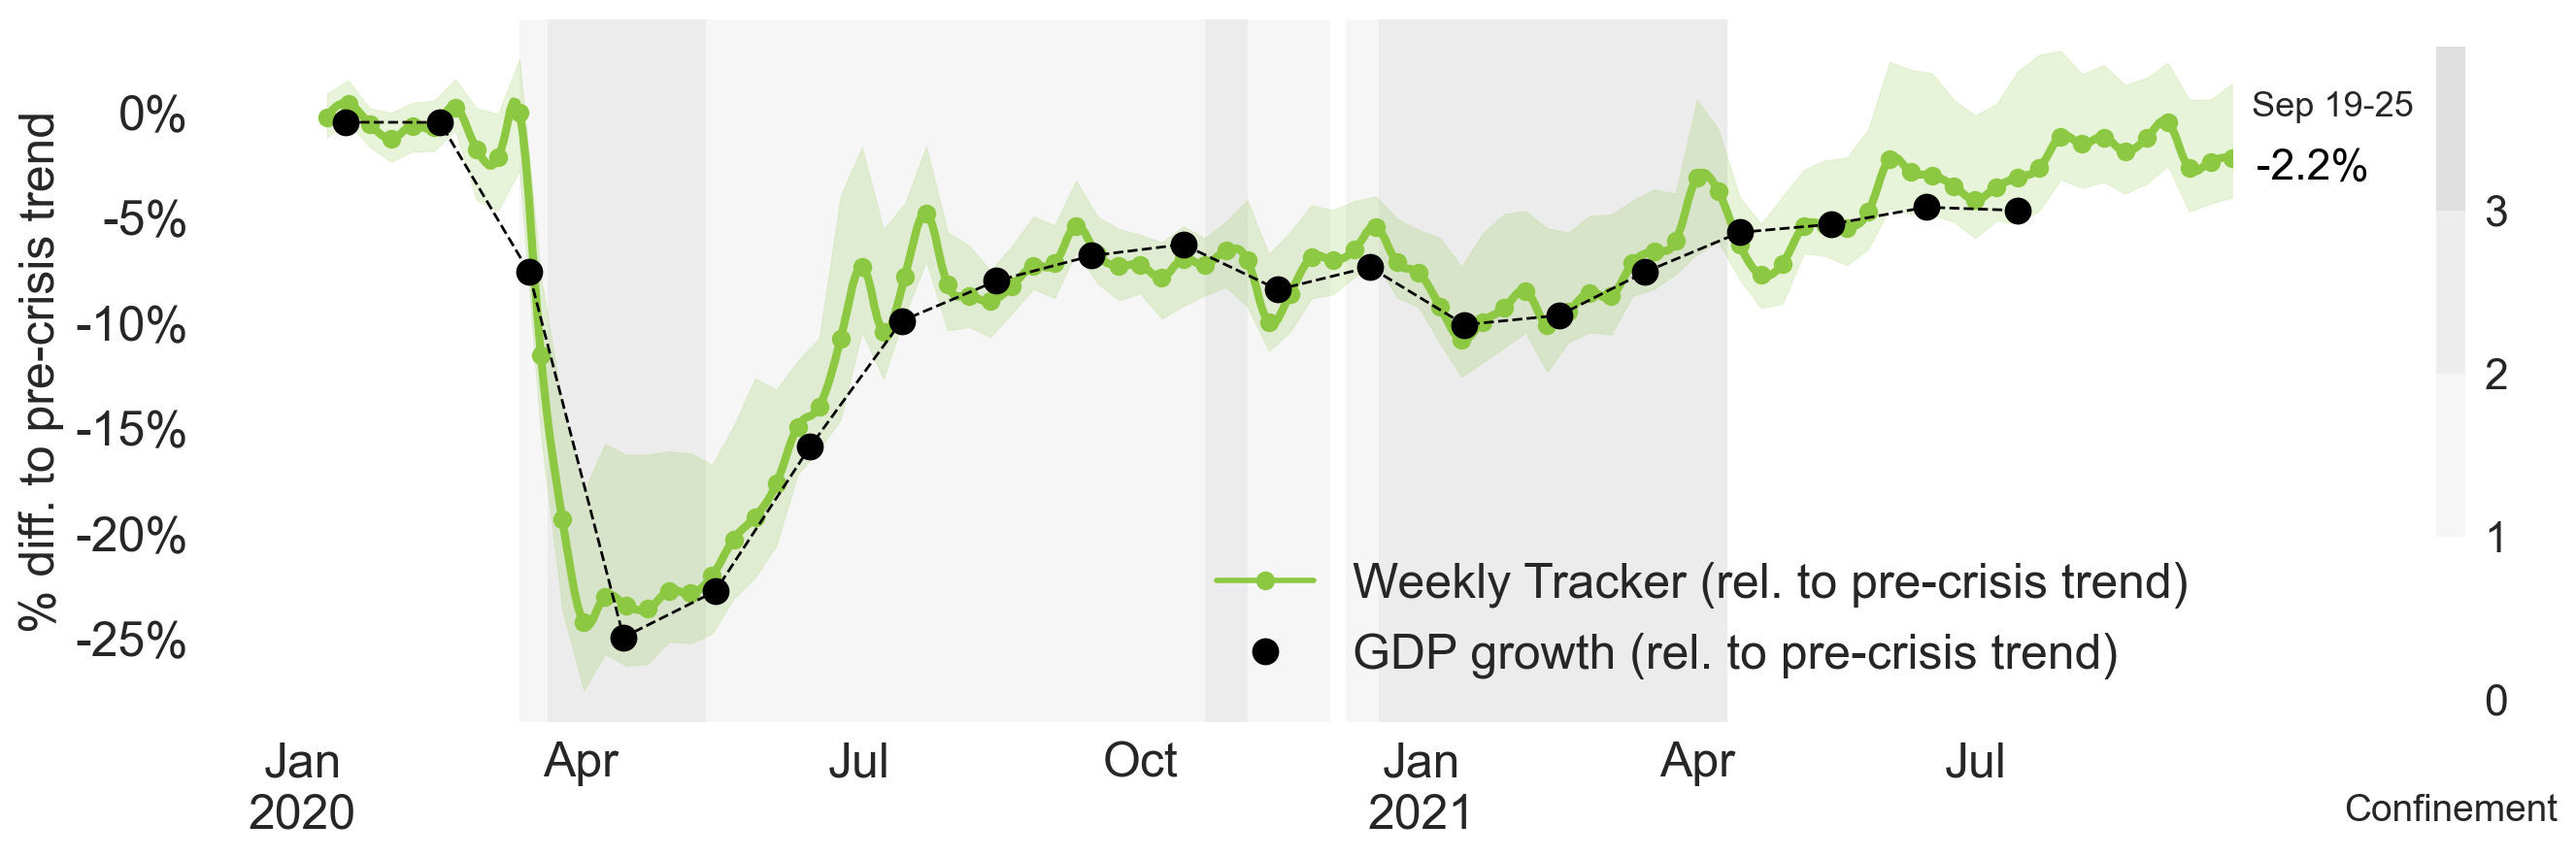 % diff. to pre-crisis trend
0%
-5%
-10%
-15%
-20%
-25%
Sep 19-25
-2.2%
Weekly Tracker (rel. to pre-crisis trend)
GDP growth (rel. to pre-crisis trend)
Jan Apr Jul Oct Jan Apr Jul
2020 2021
3
2
1
0
Confinement